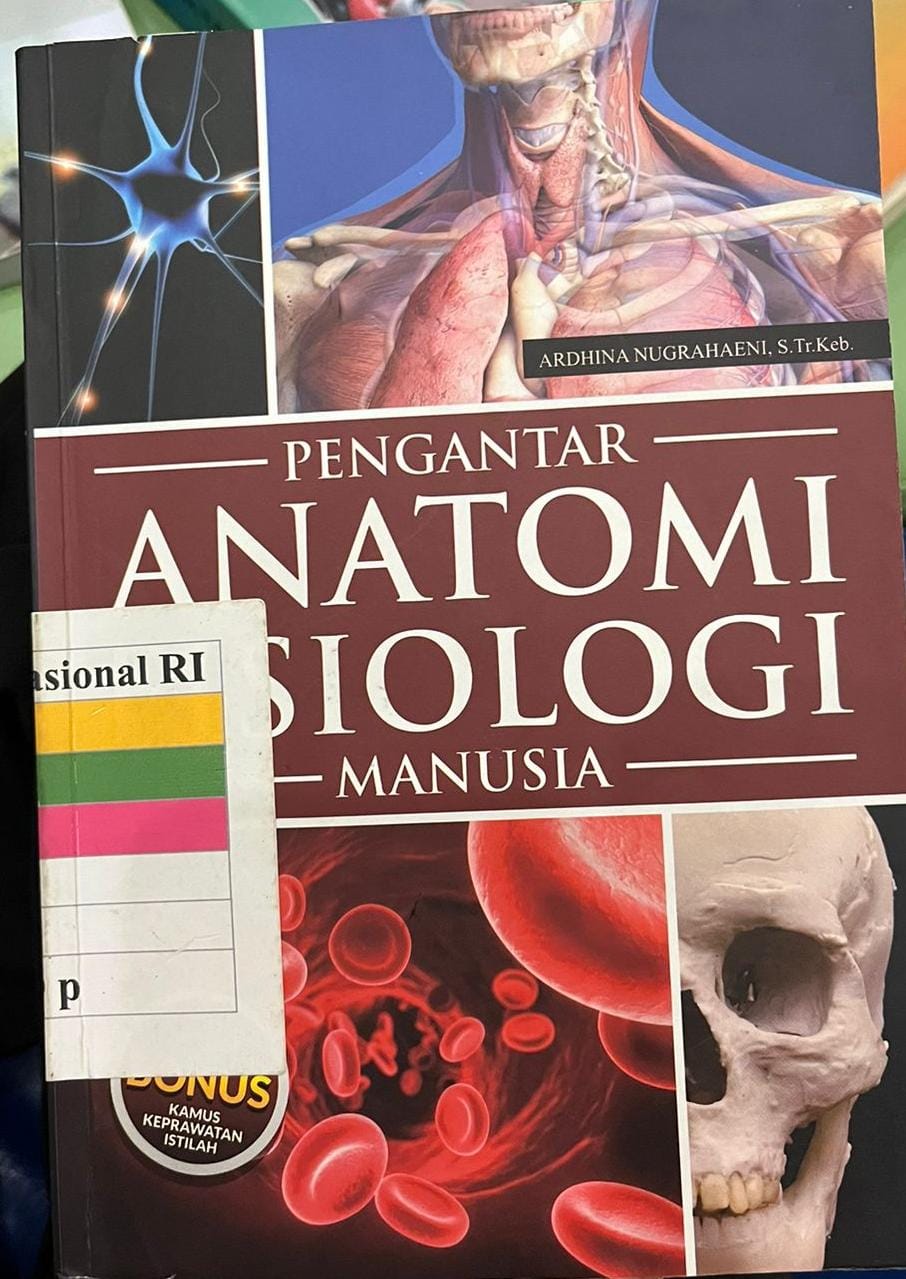 ARDHINA NUGRAHAENI, S.Tr.Keb.
PENGANTAR
ANATOMI
SIOLOGI
MANUSIA
asional RI
p
BONUS
KAMUS
KEPRAWATAN
ISTILAH